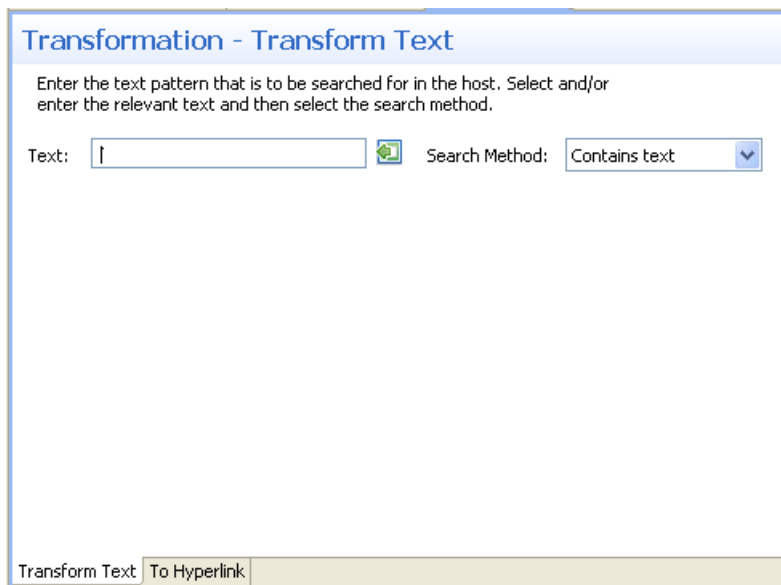 Transformation - Transform Text
Enter the text pattern that is to be searched for in the host. Select and/or
enter the relevant text and then select the search method.
Text: Search Method: Contains text
Transform Text To Hyperlink